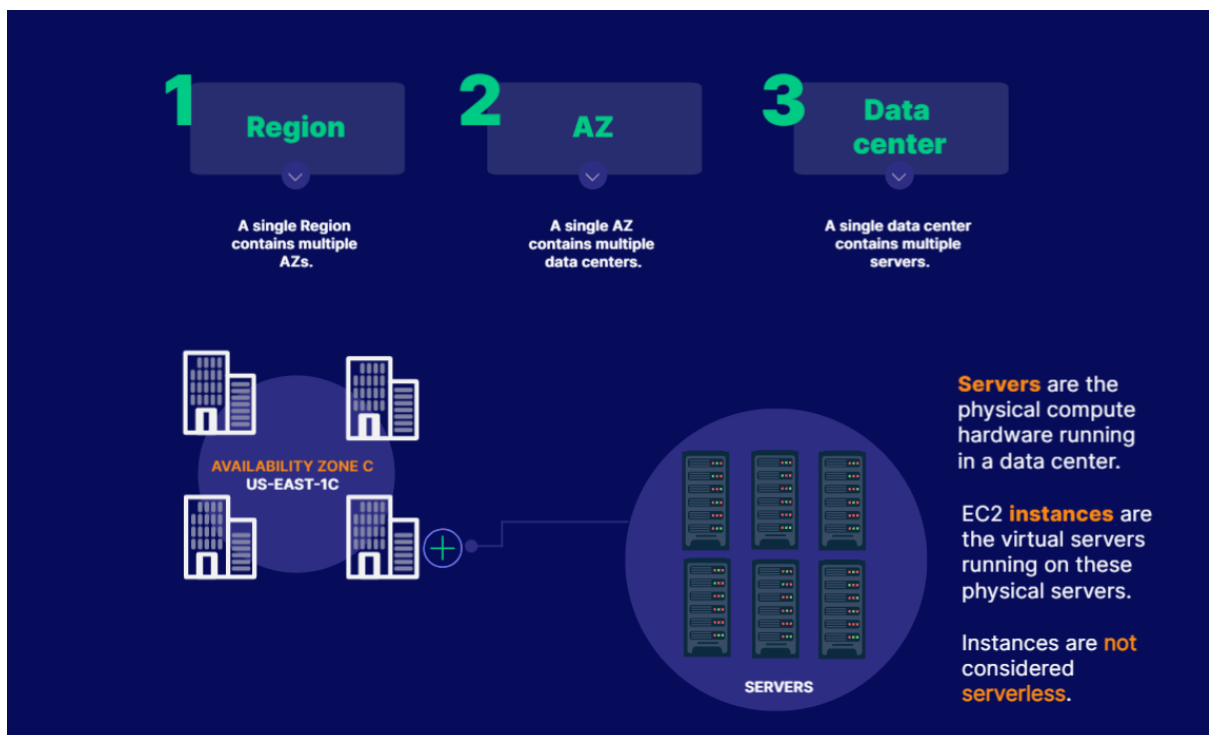 1
Region
A single Region
contains multiple
AZs.
2
AZ
A single AZ
contains multiple
data centers.
3
Data
center
A single data center
contains multiple
servers.
AVAILABILITY ZONE C
US-EAST-1C
SERVERS
Servers are the
physical compute
hardware running
in a data center.
EC2 instances are
the virtual servers
running on these
physical servers.
Instances are not
considered
serverless.